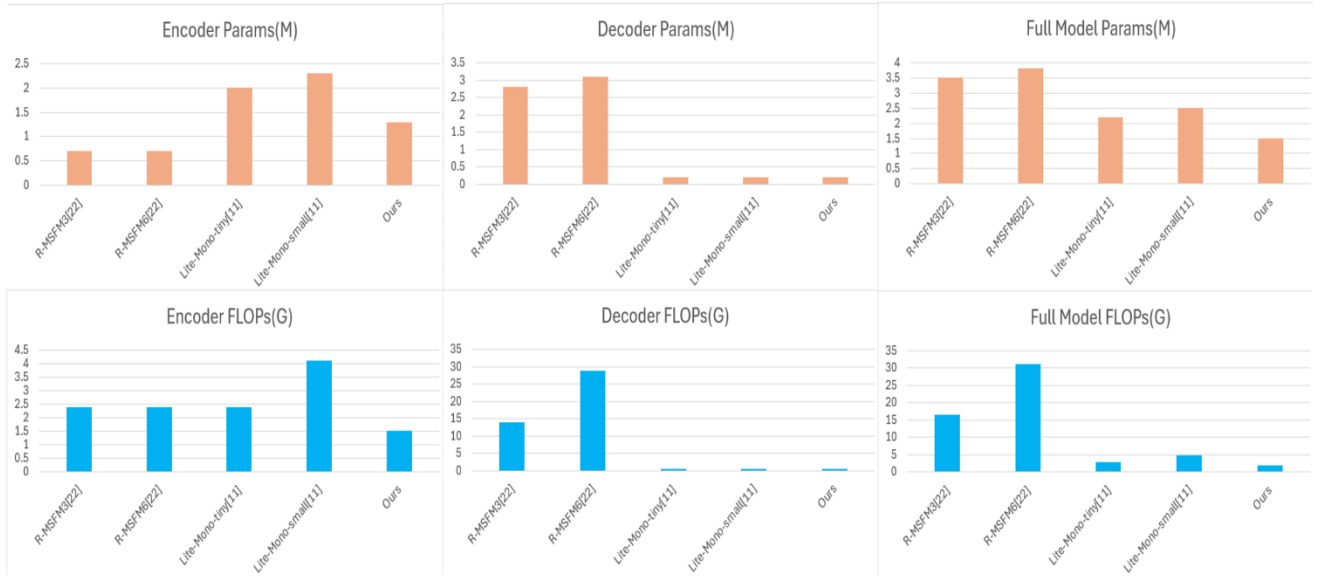 Encoder Params(M)
2.5
2
1.5
1
0.5
0
R-MSFM3[22]
R-MSFM6[22]
Lite-Mono-tiny[11]
Lite-Mono-small[11]
Ours
Decoder Params(M)
3.5
3
2.5
2
1.5
1
0.5
0
R-MSFM3[22]
R-MSFM6[22]
Lite-Mono-tiny[11]
Lite-Mono-small[11]
Ours
Full Model Params(M)
4
3.5
3
2.5
2
1.5
1
0.5
0
R-MSFM3[22]
R-MSFM6[22]
Lite-Mono-tiny[11]
Lite-Mono-small[11]
Ours
Encoder FLOPs(G)
4.5
4
3.5
3
2.5
2
1.5
1
0.5
0
R-MSFM3[22]
R-MSFM6[22]
Lite-Mono-tiny[11]
Lite-Mono-small[11]
Ours
Decoder FLOPs(G)
35
30
25
20
15
10
5
0
R-MSFM3[22]
R-MSFM6[22]
Lite-Mono-tiny[11]
Lite-Mono-small[11]
Ours
Full Model FLOPs(G)
35
30
25
20
15
10
5
0
R-MSFM3[22]
R-MSFM6[22]
Lite-Mono-tiny[11]
Lite-Mono-small[11]
Ours